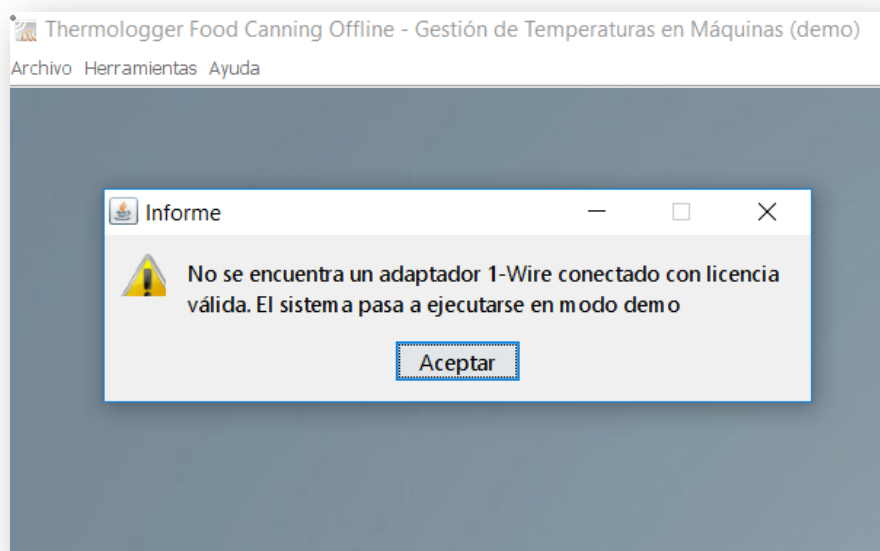 Thermologger Food Canning Offline - Gestión de Temperaturas en Máquinas (demo)
Archivo Herramientas Ayuda
Informe
No se encuentra un adaptador 1-Wire conectado con licencia
válida. El sistema pasa a ejecutarse en modo demo
Aceptar